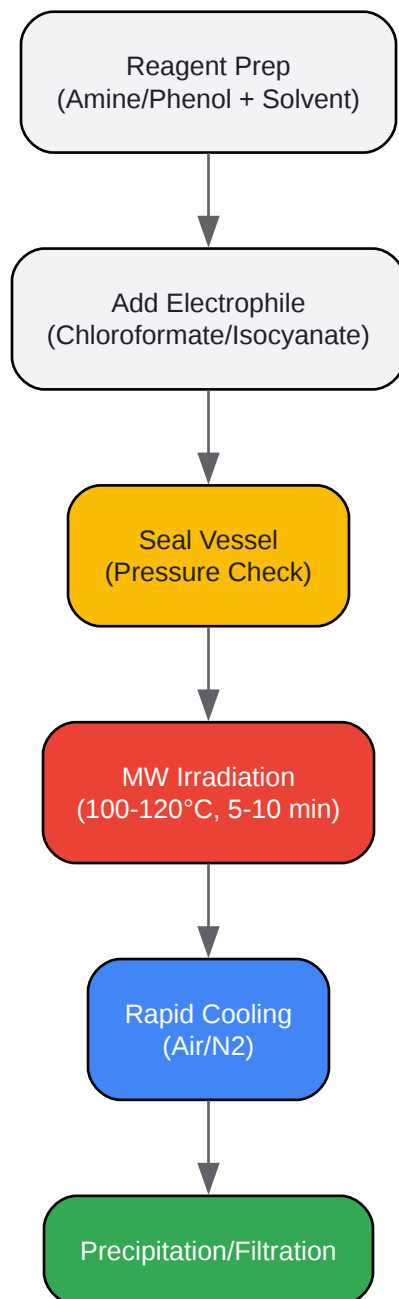 Reagent Prep
(Amine/Phenol + Solvent)
Add Electrophile
(Chloroformate/Isocyanate)
Seal Vessel
(Pressure Check)
MW Irradiation
(100-120°C, 5-10 min)
Rapid Cooling
(Air/N2)
Precipitation/Filtration